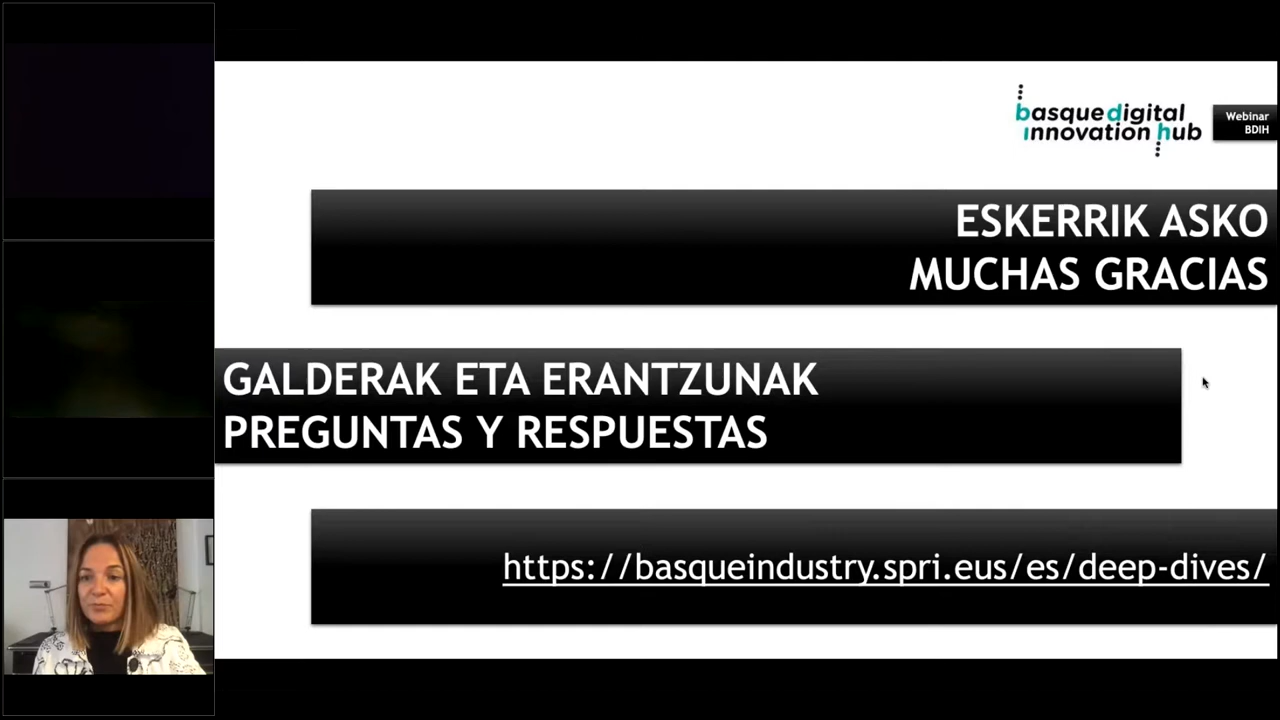 basque digital
innovation hub
Webinar
BDIH
ESKERRIK ASKO
MUCHAS GRACIAS
GALDERAK ETA ERANTZUNAK
PREGUNTAS Y RESPUESTAS
https://basqueindustry.spri.eus/es/deep-dives/